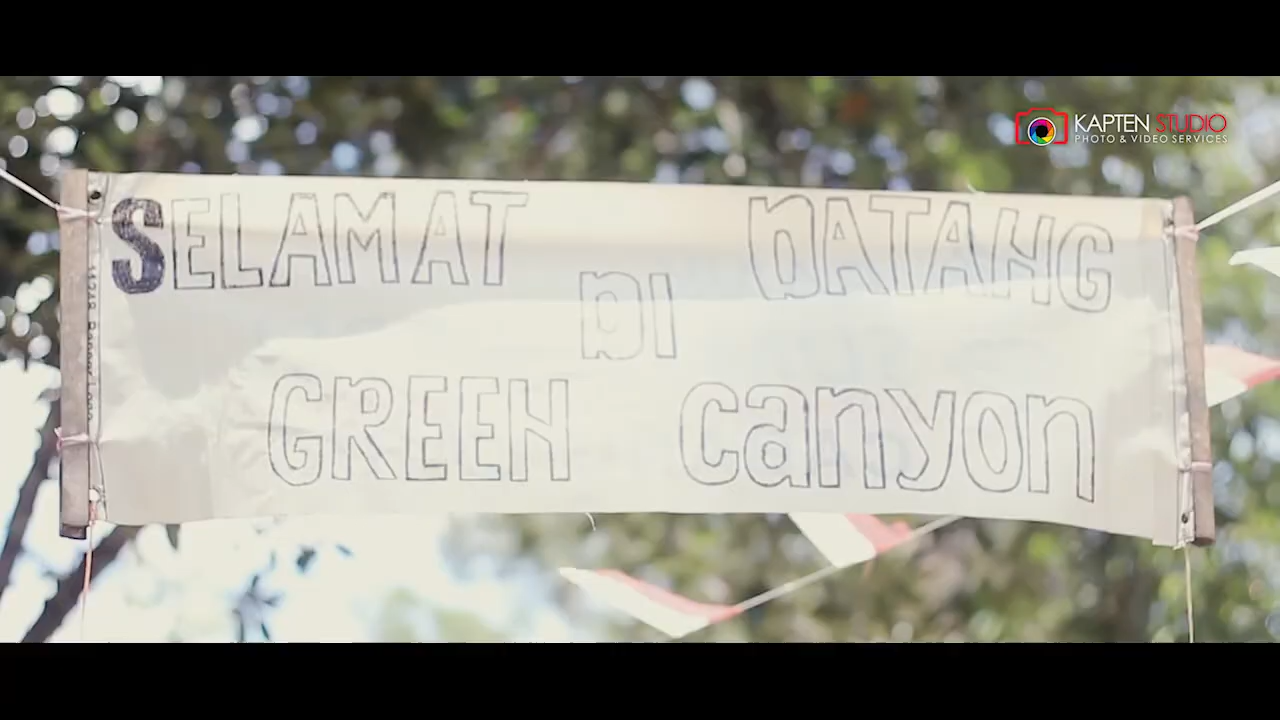 KAPTEN STUDIO
PHOTO & VIDEO SERVICES
SELAMAT DATANG
DI
GREEN canyon